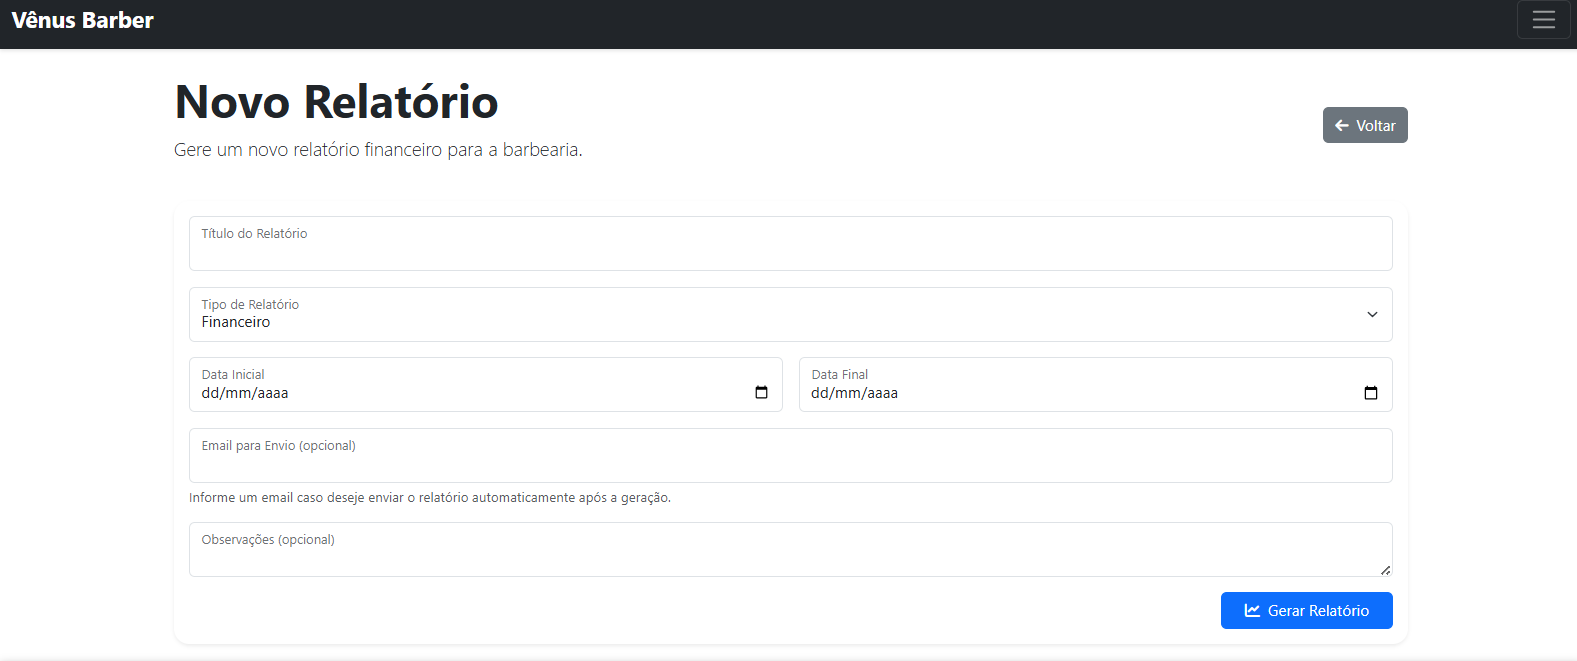 Vênus Barber
Novo Relatório
Gere um novo relatório financeiro para a barbearia.
Voltar
Título do Relatório
Tipo de Relatório
Financeiro
Data Inicial
dd/mm/aaaa
Data Final
dd/mm/aaaa
Email para Envio (opcional)
Informe um email caso deseje enviar o relatório automaticamente após a geração.
Observações (opcional)
Gerar Relatório